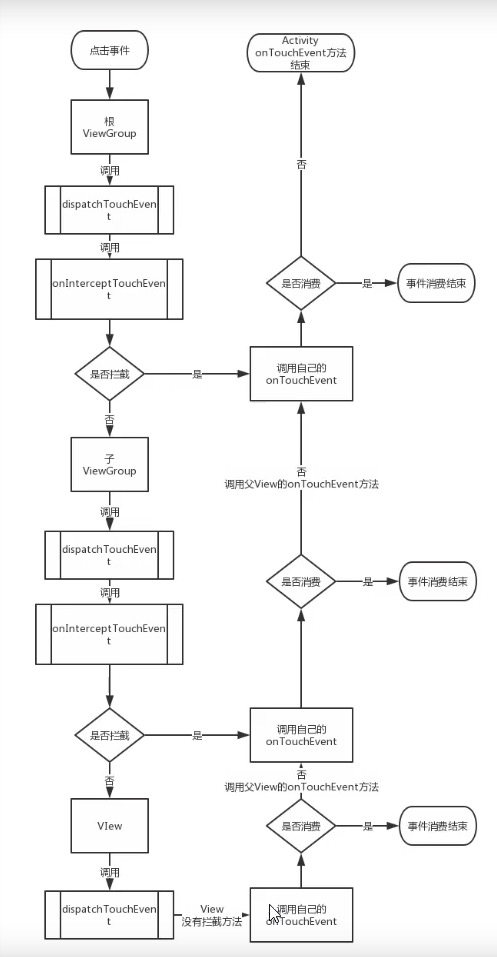 点击事件
根
ViewGroup
调用
dispatchTouchEven
t
调用
onInterceptTouchEven
t
是否拦截
是
否
子
ViewGroup
调用
dispatchTouchEven
t
调用
onInterceptTouchEven
t
是否拦截
是
否
VIew
调用
dispatchTouchEven
t
View
没有拦截方法
调用自己的
onTouchEvent
是否消费
是
事件消费结束
否
调用父View的onTouchEvent方法
调用自己的
onTouchEvent
是否消费
是
事件消费结束
否
调用父View的onTouchEvent方法
调用自己的
onTouchEvent
是否消费
是
事件消费结束
否
Activity
onTouchEvent方法
结束